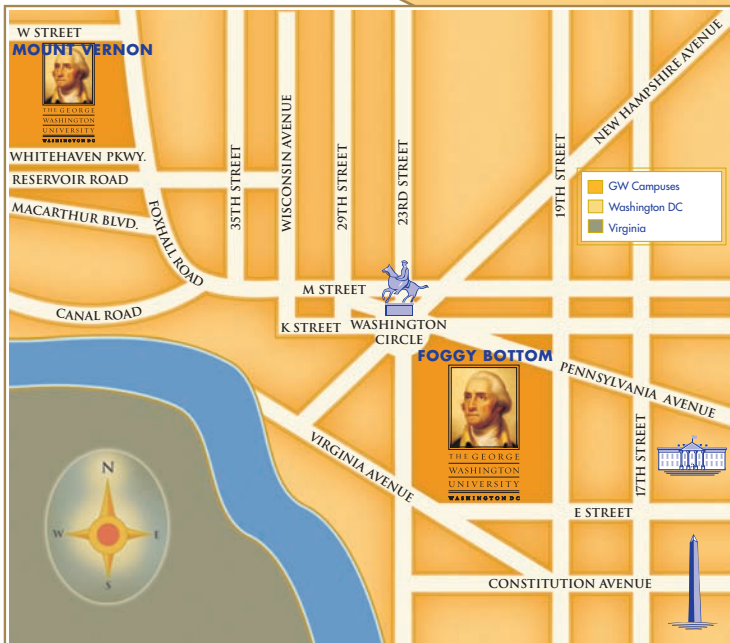 W STREET
MOUNT VERNON
THE GEORGE
WASHINGTON
UNIVERSITY
WASHINGTON DC
WHITEHAVEN PKWY.
RESERVOIR ROAD
MACARTHUR BLVD.
FOXHALL ROAD
CANAL ROAD
35TH STREET
WISCONSIN AVENUE
29TH STREET
23RD STREET
19TH STREET
NEW HAMPSHIRE AVENUE
GW Campuses
Washington DC
Virginia
M STREET
K STREET
WASHINGTON
CIRCLE
FOGGY BOTTOM
THE GEORGE
WASHINGTON
UNIVERSITY
WASHINGTON DC
PENNSYLVANIA AVENUE
VIRGINIA AVENUE
17TH STREET
E STREET
CONSTITUTION AVENUE
N
W
E
S